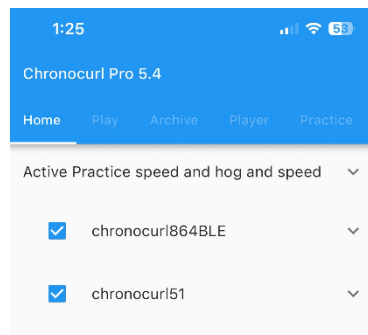 1:25 53
Chronocurl Pro 5.4
Home Play Archive Player Practice
Active Practice speed and hog and speed
chronocurl864BLE
chronocurl51